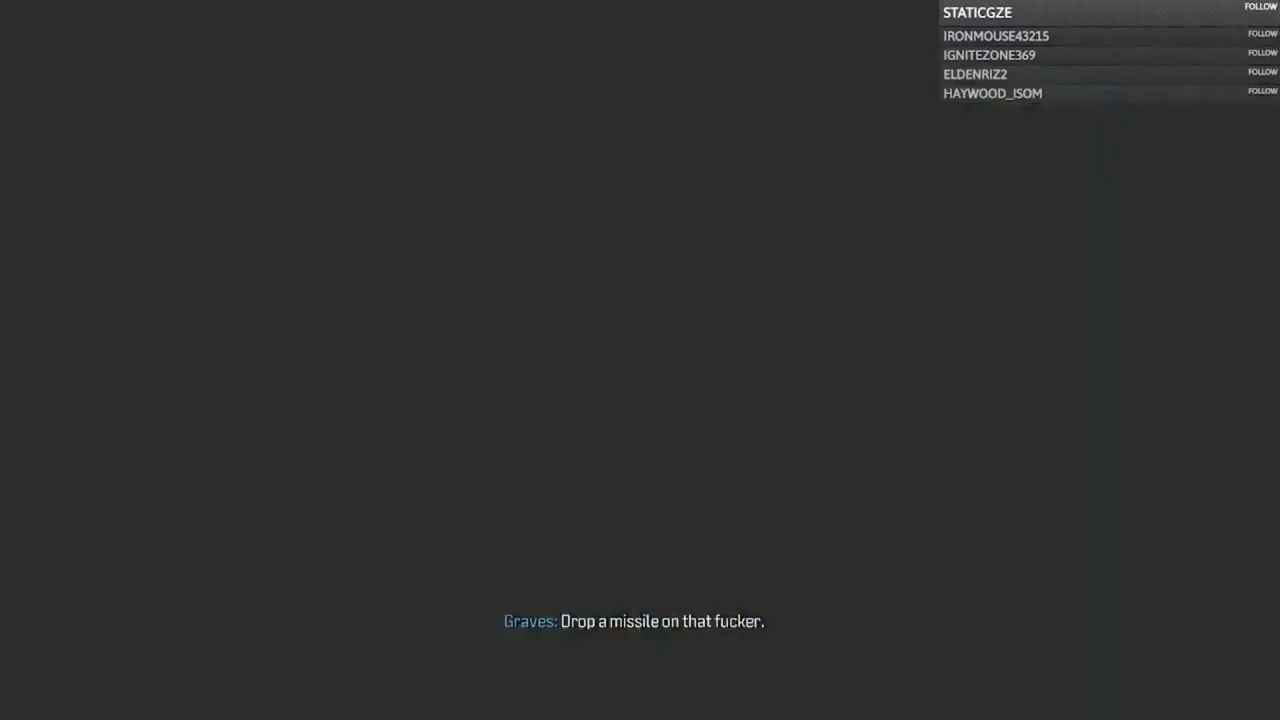 STATICGZE FOLLOW
IRONMOUSE43215 FOLLOW
IGNITEZONE369 FOLLOW
ELDENRIZ2 FOLLOW
HAYWOOD_ISOM FOLLOW
Graves: Drop a missile on that fucker.